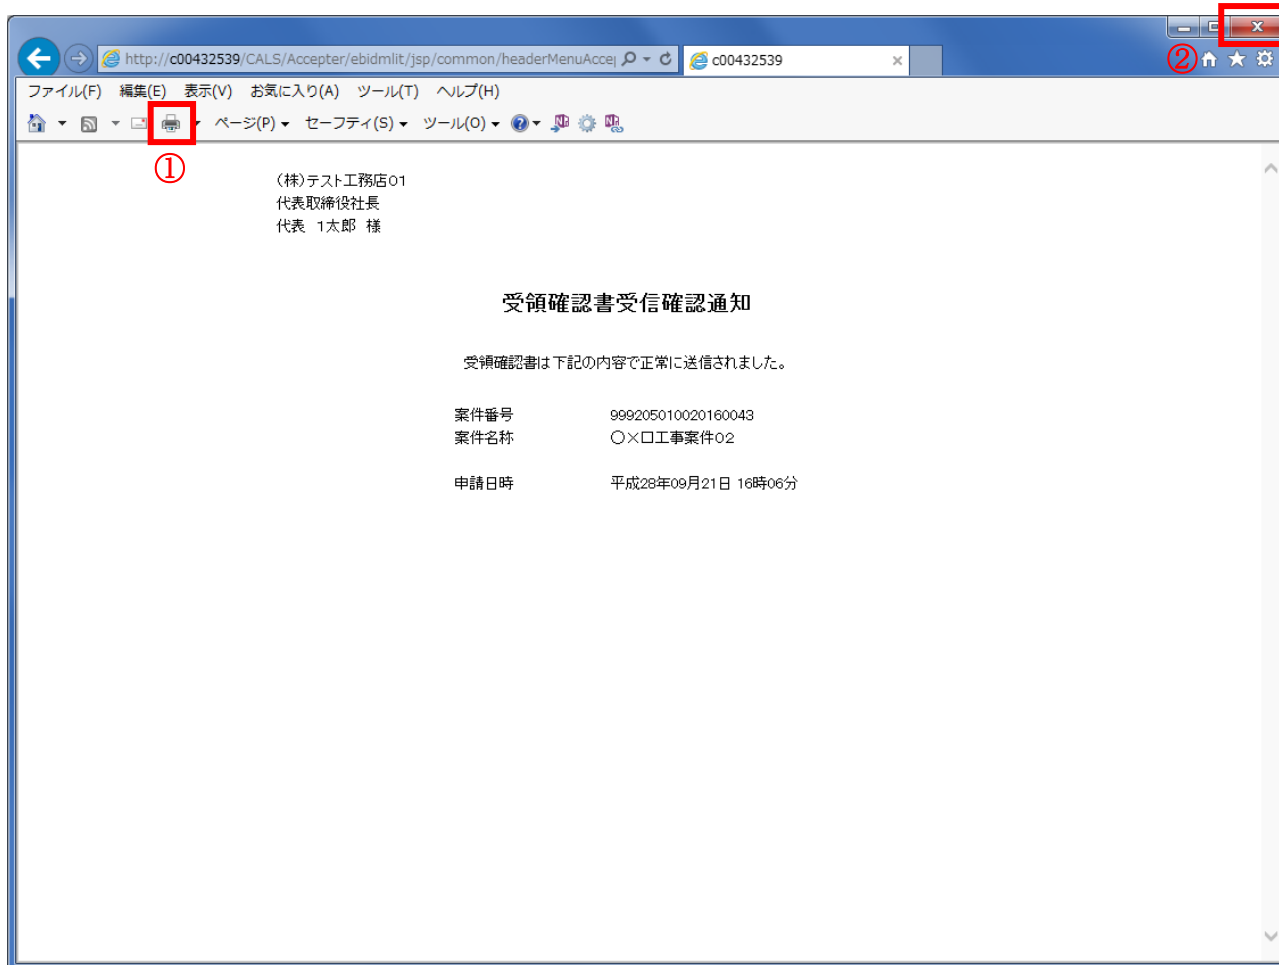 http://c00432539/CALS/Accepter/ebidmlit/jsp/common/headerMenuAccep
c00432539
②
ファイル(F) 編集(E) 表示(V) お気に入り(A) ツール(T) ヘルプ(H)
ページ(P) セーフティ(S) ツール(O)
①
(株)テスト工務店01
代表取締役社長
代表 1太郎 様
受領確認書受信確認通知
受領確認書は下記の内容で正常に送信されました。
案件番号 999205010020160043
案件名称 ○×口工事案件02
申請日時 平成28年09月21日 16時06分